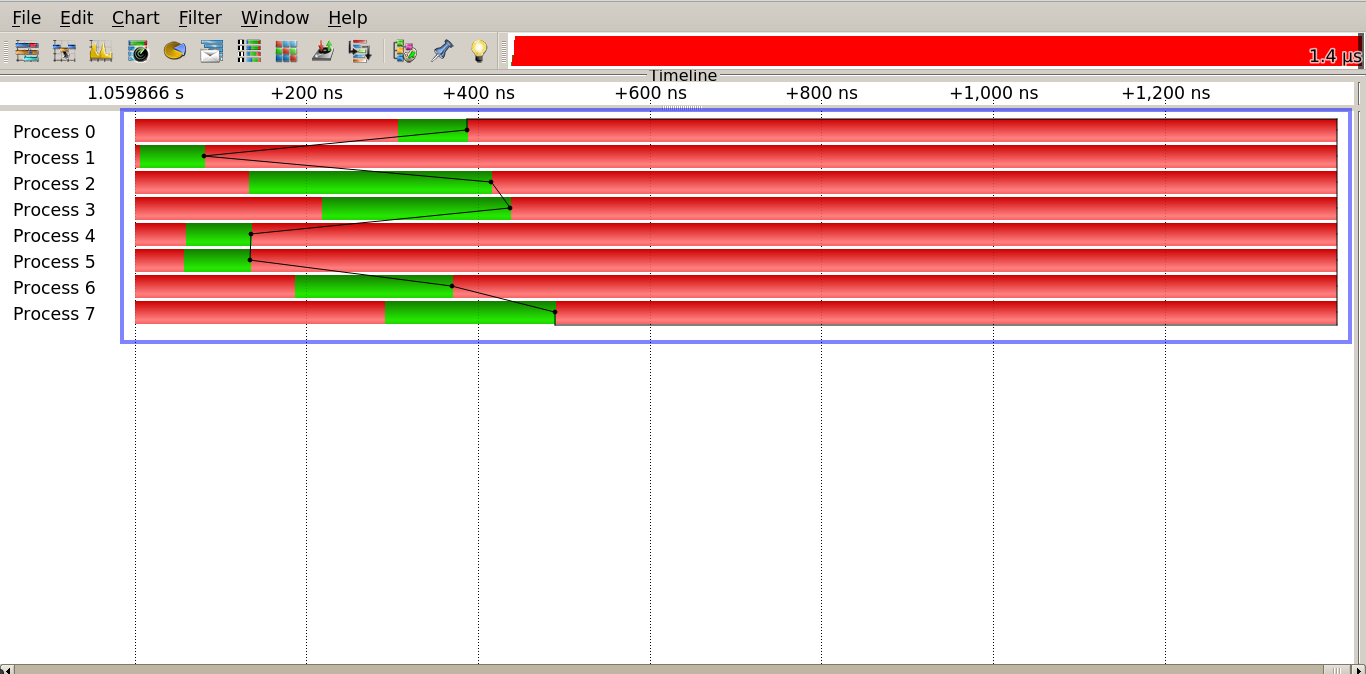 File Edit Chart Filter Window Help
1.4 µs
Timeline
1.059866 s +200 ns +400 ns +600 ns +800 ns +1,000 ns +1,200 ns
Process 0
Process 1
Process 2
Process 3
Process 4
Process 5
Process 6
Process 7